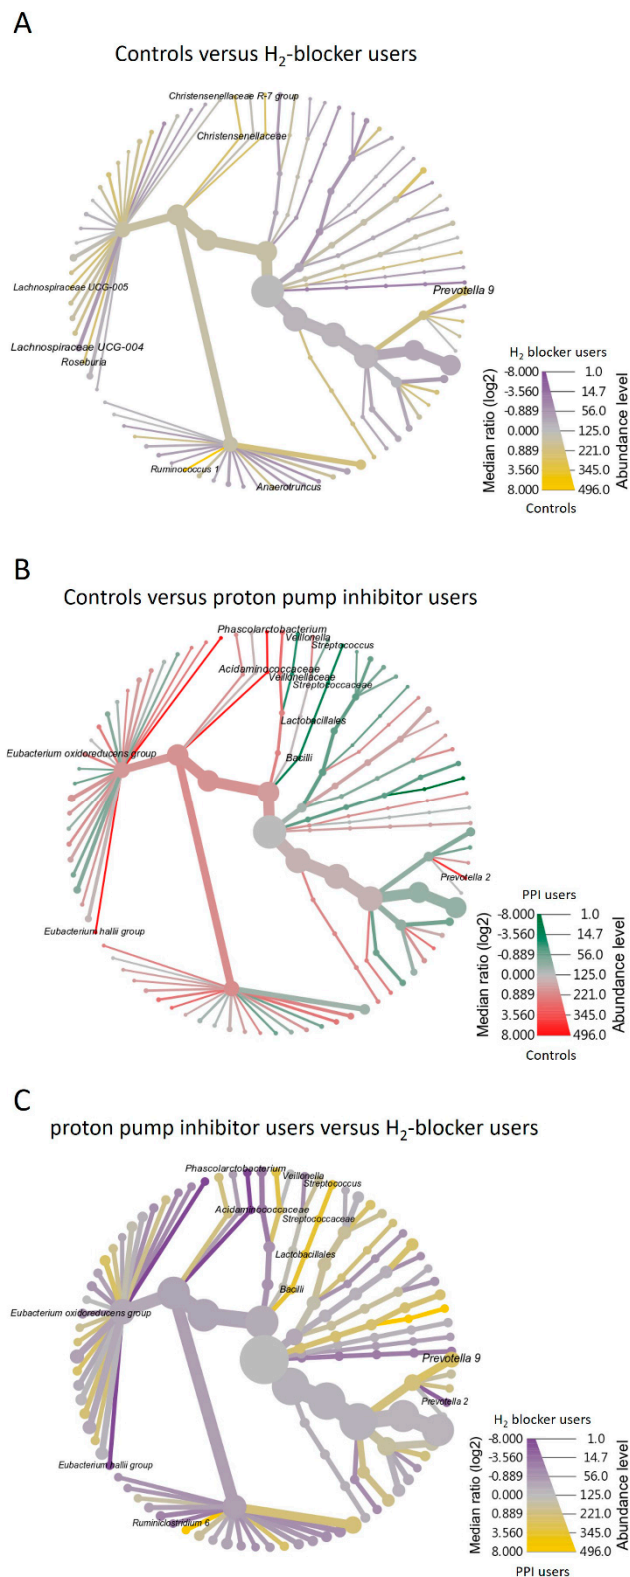 A
Controls versus H₂-blocker users
Christensenellaceae R-7 group
Christensenellaceae
Lachnospiraceae UCG-005
Prevotella 9
Lachnospiraceae UCG-004
Roseburia
Ruminococcus 1
Anaerotruncus
H₂ blocker users
-8.000 1.0
-3.560 14.7
-0.889 56.0
0.000 125.0
0.889 221.0
3.560 345.0
8.000 496.0
Median ratio (log2)
Abundance level
Controls
B
Controls versus proton pump inhibitor users
Phascolarctobacterium
Veillonella
Streptococcus
Acidaminococcaceae
Veillonellaceae
Streptococcaceae
Lactobacillales
Eubacterium oxidoreducens group
Bacilli
Prevotella 2
Eubacterium hallii group
PPI users
-8.000 1.0
-3.560 14.7
-0.889 56.0
0.000 125.0
0.889 221.0
3.560 345.0
8.000 496.0
Median ratio (log2)
Abundance level
Controls
C
proton pump inhibitor users versus H₂-blocker users
Phascolarctobacterium
Veillonella
Streptococcus
Acidaminococcaceae
Streptococcaceae
Lactobacillales
Bacilli
Eubacterium oxidoreducens group
Prevotella 9
Prevotella 2
Eubacterium hallii group
Ruminiclostridium 6
H₂ blocker users
-8.000 1.0
-3.560 14.7
-0.889 56.0
0.000 125.0
0.889 221.0
3.560 345.0
8.000 496.0
Median ratio (log2)
Abundance level
PPI users